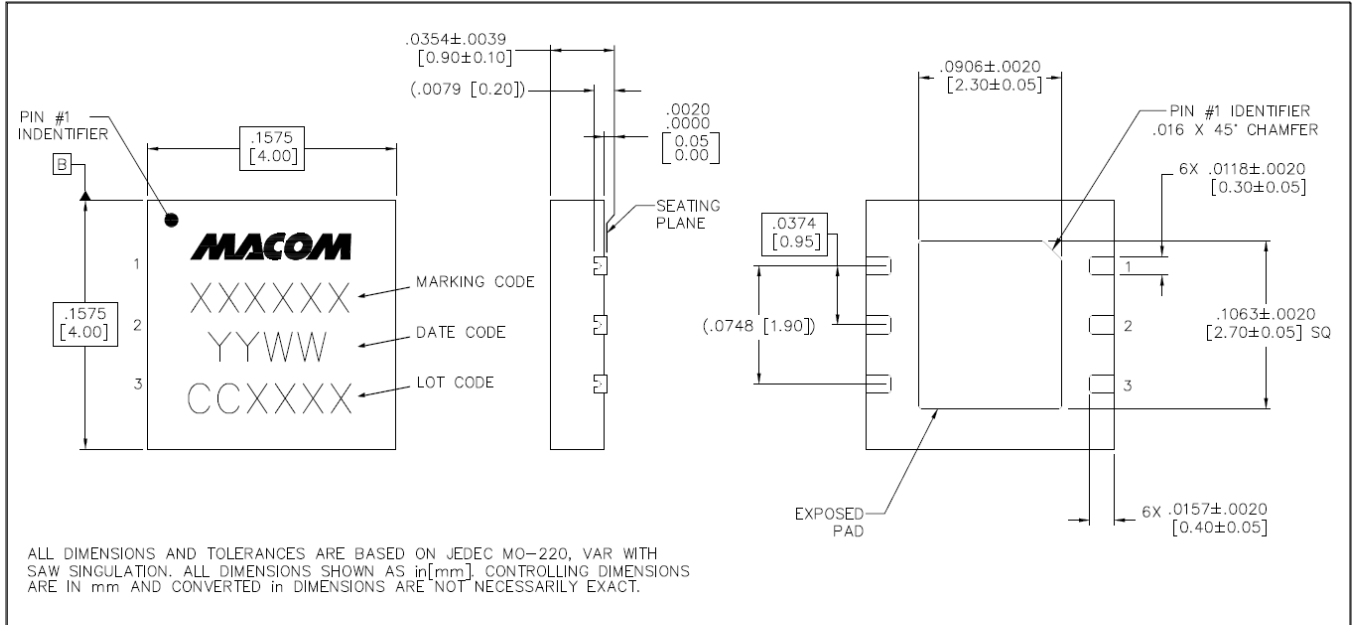 PIN #1
INDENTIFIER
B
.1575
[4.00]
.1575
[4.00]
1
2
3
MACOM
XXXXXX
YYWW
CCXXXX
MARKING CODE
DATE CODE
LOT CODE
.0354±.0039
[0.90±0.10]
(.0079 [0.20])
.0020
.0000
[0.05
0.00]
SEATING
PLANE
.0906±.0020
[2.30±0.05]
PIN #1 IDENTIFIER
.016 X 45° CHAMFER
6X .0118±.0020
[0.30±0.05]
.0374
[0.95]
(.0748 [1.90])
1
2
3
.1063±.0020
[2.70±0.05] SQ
EXPOSED
PAD
6X .0157±.0020
[0.40±0.05]
ALL DIMENSIONS AND TOLERANCES ARE BASED ON JEDEC MO-220, VAR WITH
SAW SINGULATION. ALL DIMENSIONS SHOWN AS in[mm]. CONTROLLING DIMENSIONS
ARE IN mm AND CONVERTED in DIMENSIONS ARE NOT NECESSARILY EXACT.